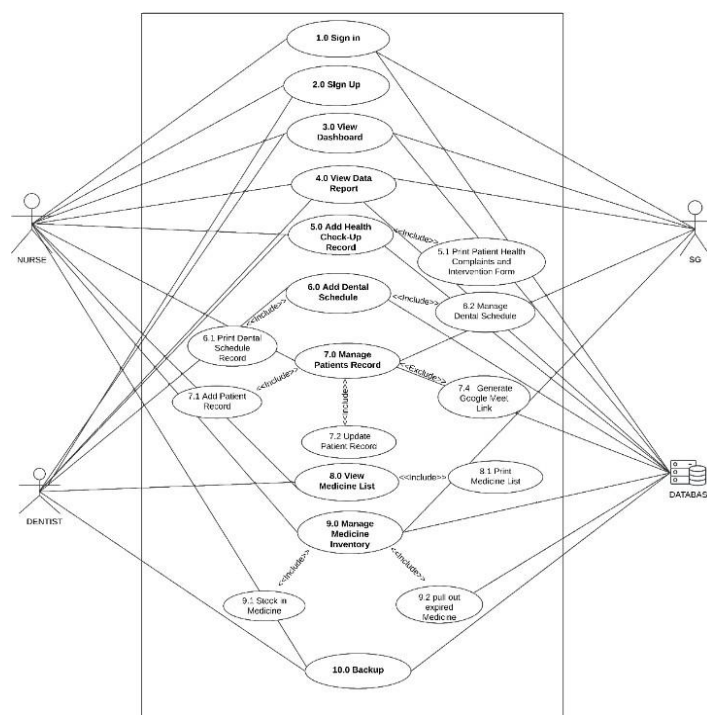 1.0 Sign in
2.0 Sign Up
3.0 View
Dashboard
4.0 View Data
Report
5.0 Add Health
Check-Up
Record
<<Include>>
5.1 Print Patient Health
Complaints and
Intervention Form
NURSE
SG
6.0 Add Dental
Schedule
<<Include>>
6.2 Manage
Dental Schedule
<<Include>>
6.1 Print Dental
Schedule
Record
7.0 Manage
Patients Record
<<Include>>
7.1 Add Patient
Record
<<Exclude>>
7.4 Generate
Google Meet
Link
<<Include>>
7.2 Update
Patient Record
8.0 View
Medicine List
<<Include>>
8.1 Print
Medicine List
DENTIST
DATABAS
9.0 Manage
Medicine
Inventory
<<Include>>
<<Include>>
9.1 Stock in
Medicine
9.2 pull out
expired
Medicine
10.0 Backup